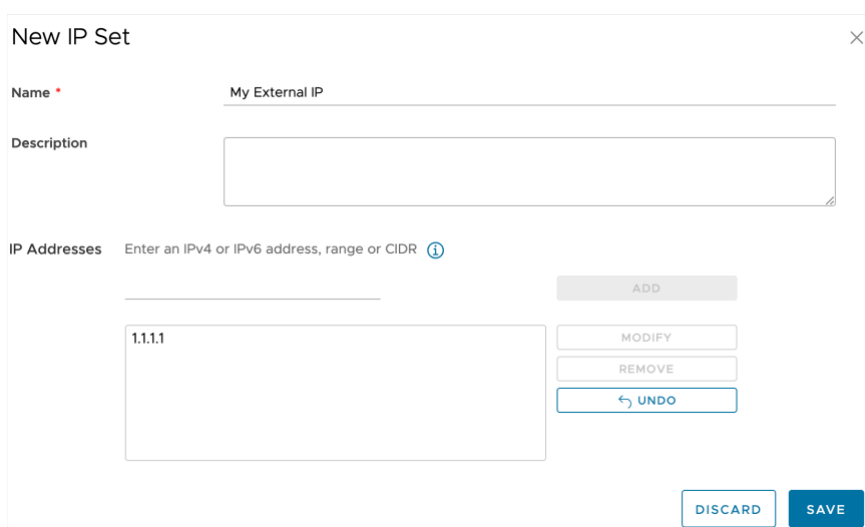 New IP Set
Name *
My External IP
Description
IP Addresses
Enter an IPv4 or IPv6 address, range or CIDR
ADD
1.1.1.1
MODIFY
REMOVE
UNDO
DISCARD
SAVE